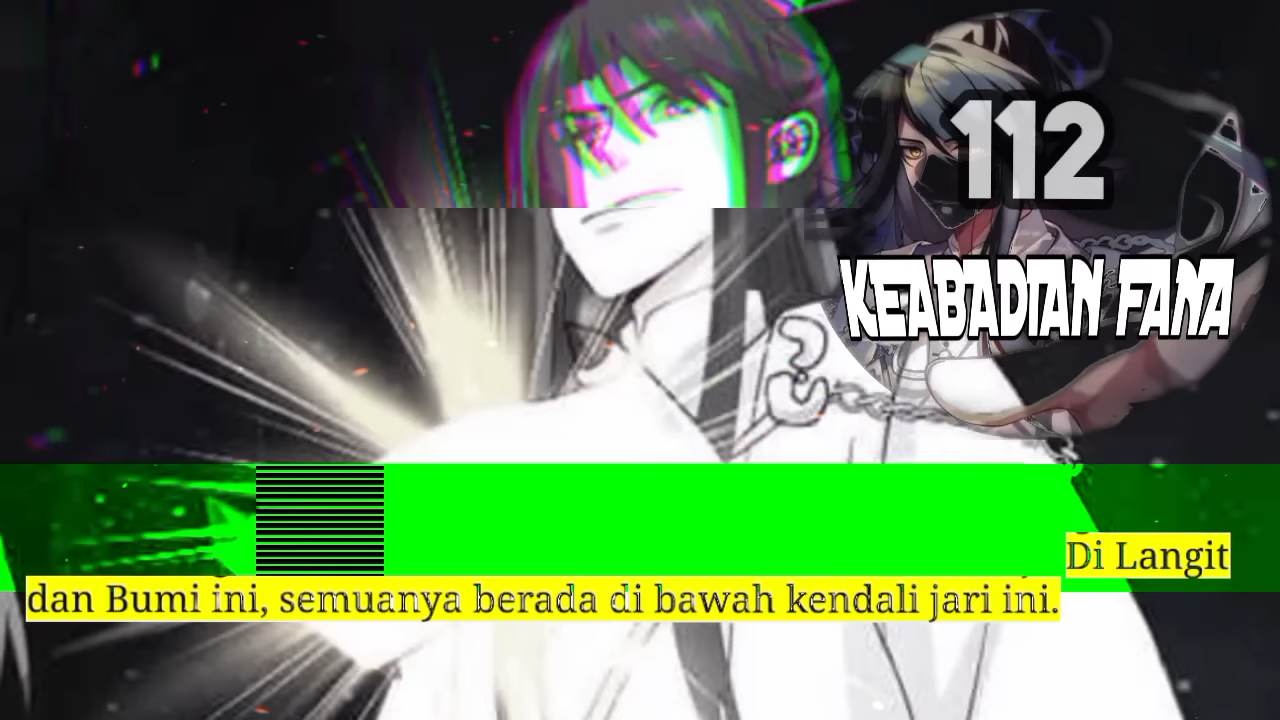 112
KEABADIAN FANA
Di Langit
dan Bumi ini, semuanya berada di bawah kendali jari ini.